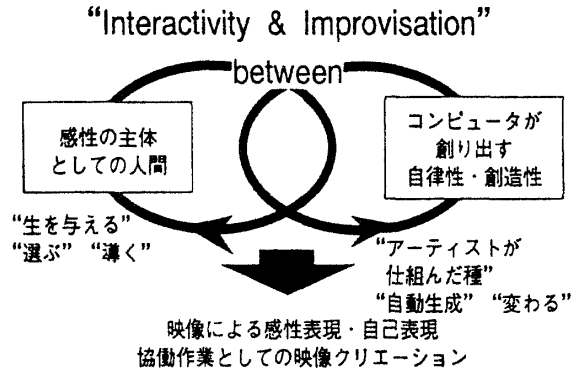 “Interactivity & Improvisation”
between
感性の主体
としての人間
コンピュータが
創り出す
自律性・創造性
“生を与える”
“選ぶ” “導く”
“アーティストが
仕組んだ種”
“自動生成” “変わる”
映像による感性表現・自己表現
協働作業としての映像クリエーション